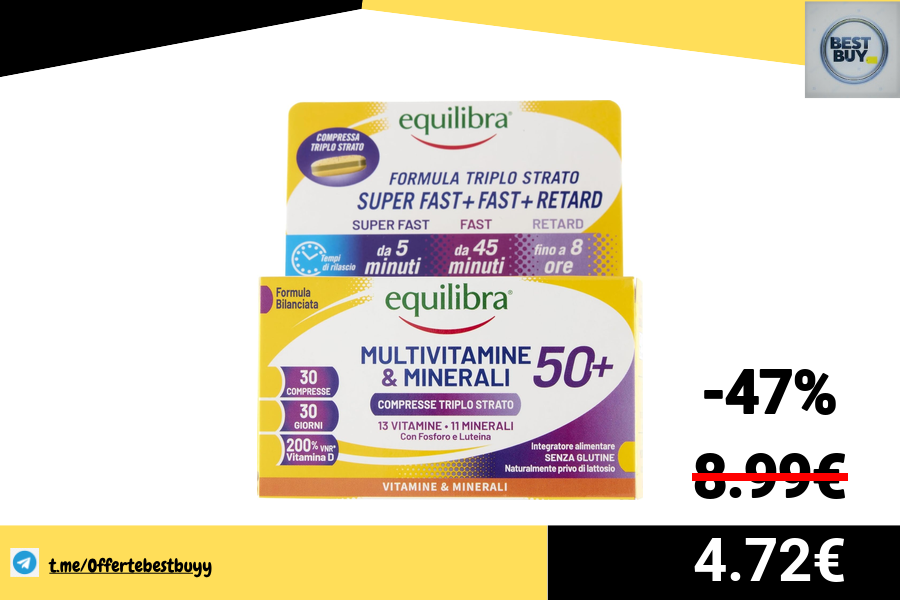 BEST
BUY
equilibra®
COMPRESSA
TRIPLO STRATO
FORMULA TRIPLO STRATO
SUPER FAST+FAST+RETARD
SUPER FAST FAST RETARD
Tempi
di rilascio
da 5
minuti
da 45
minuti
fino a 8
ore
Formula
Bilanciata
equilibra®
MULTIVITAMINE
& MINERALI
50+
COMPRESSE TRIPLO STRATO
13 VITAMINE • 11 MINERALI
Con Fosforo e Luteina
30
COMPRESSE
30
GIORNI
200% VNR*
Vitamina D
Integratore alimentare
SENZA GLUTINE
Naturalmente privo di lattosio
VITAMINE & MINERALI
-47%
8.99€
4.72€
t.me/Offertebestbuyy